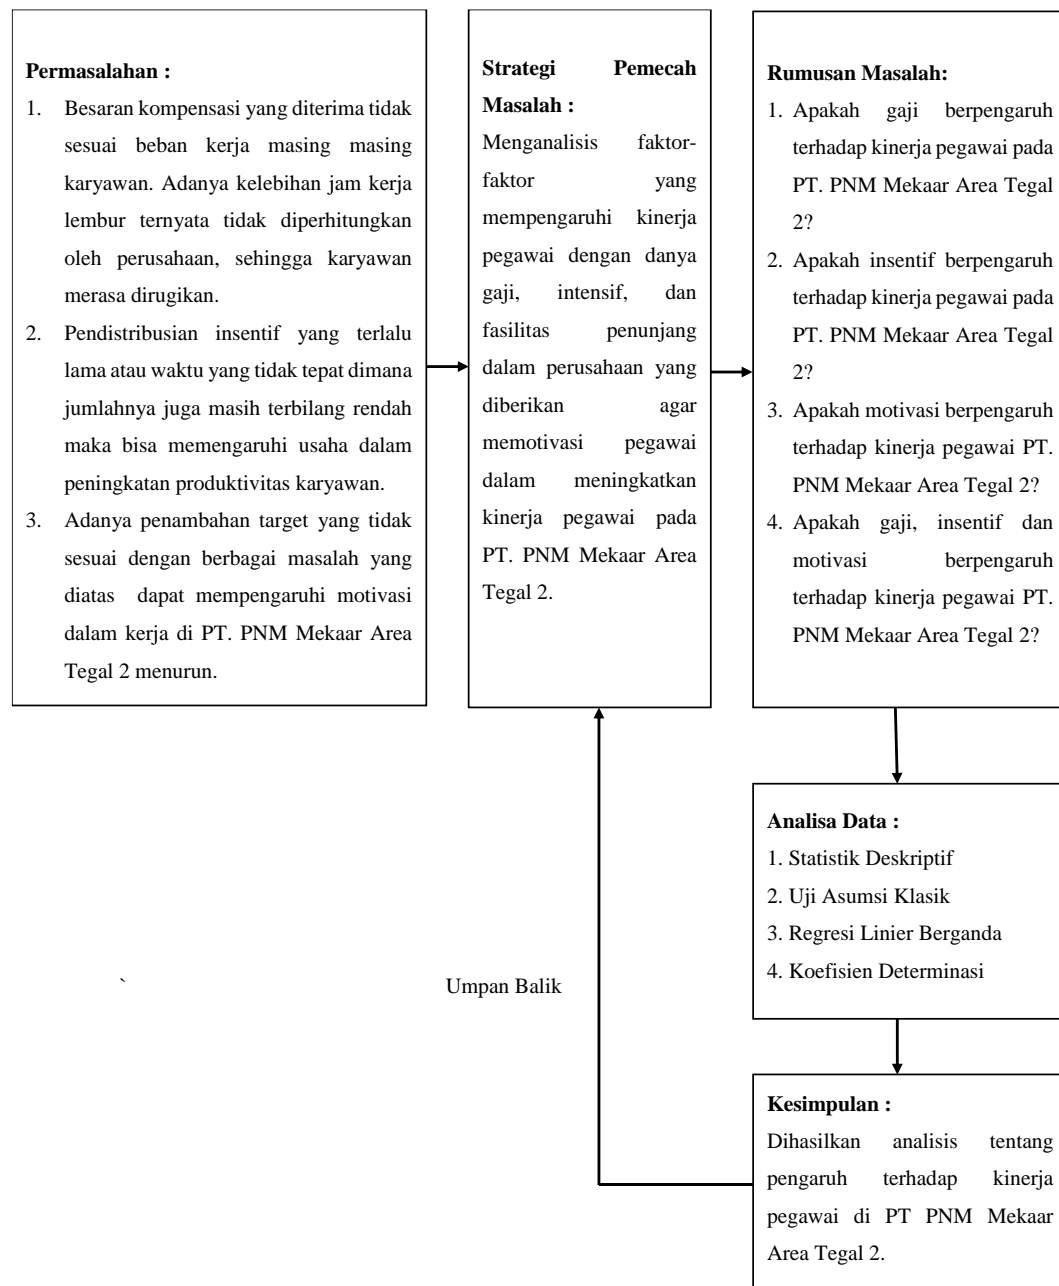 Permasalahan :
1. Besaran kompensasi yang diterima tidak
sesuai beban kerja masing masing
karyawan. Adanya kelebihan jam kerja
lembur ternyata tidak diperhitungkan
oleh perusahaan, sehingga karyawan
merasa dirugikan.
2. Pendistribusian insentif yang terlalu
lama atau waktu yang tidak tepat dimana
jumlahnya juga masih terbilang rendah
maka bisa memengaruhi usaha dalam
peningkatan produktivitas karyawan.
3. Adanya penambahan target yang tidak
sesuai dengan berbagai masalah yang
diatas dapat mempengaruhi motivasi
dalam kerja di PT. PNM Mekaar Area
Tegal 2 menurun.
Strategi Pemecah
Masalah :
Menganalisis faktor-
faktor yang
mempengaruhi kinerja
pegawai dengan danya
gaji, intensif, dan
fasilitas penunjang
dalam perusahaan yang
diberikan agar
memotivasi pegawai
dalam meningkatkan
kinerja pegawai pada
PT. PNM Mekaar Area
Tegal 2.
Rumusan Masalah:
1. Apakah gaji berpengaruh
terhadap kinerja pegawai pada
PT. PNM Mekaar Area Tegal
2?
2. Apakah insentif berpengaruh
terhadap kinerja pegawai pada
PT. PNM Mekaar Area Tegal
2?
3. Apakah motivasi berpengaruh
terhadap kinerja pegawai PT.
PNM Mekaar Area Tegal 2?
4. Apakah gaji, insentif dan
motivasi berpengaruh
terhadap kinerja pegawai PT.
PNM Mekaar Area Tegal 2?
Analisa Data :
1. Statistik Deskriptif
2. Uji Asumsi Klasik
3. Regresi Linier Berganda
4. Koefisien Determinasi
`
Umpan Balik
Kesimpulan :
Dihasilkan analisis tentang
pengaruh terhadap kinerja
pegawai di PT PNM Mekaar
Area Tegal 2.